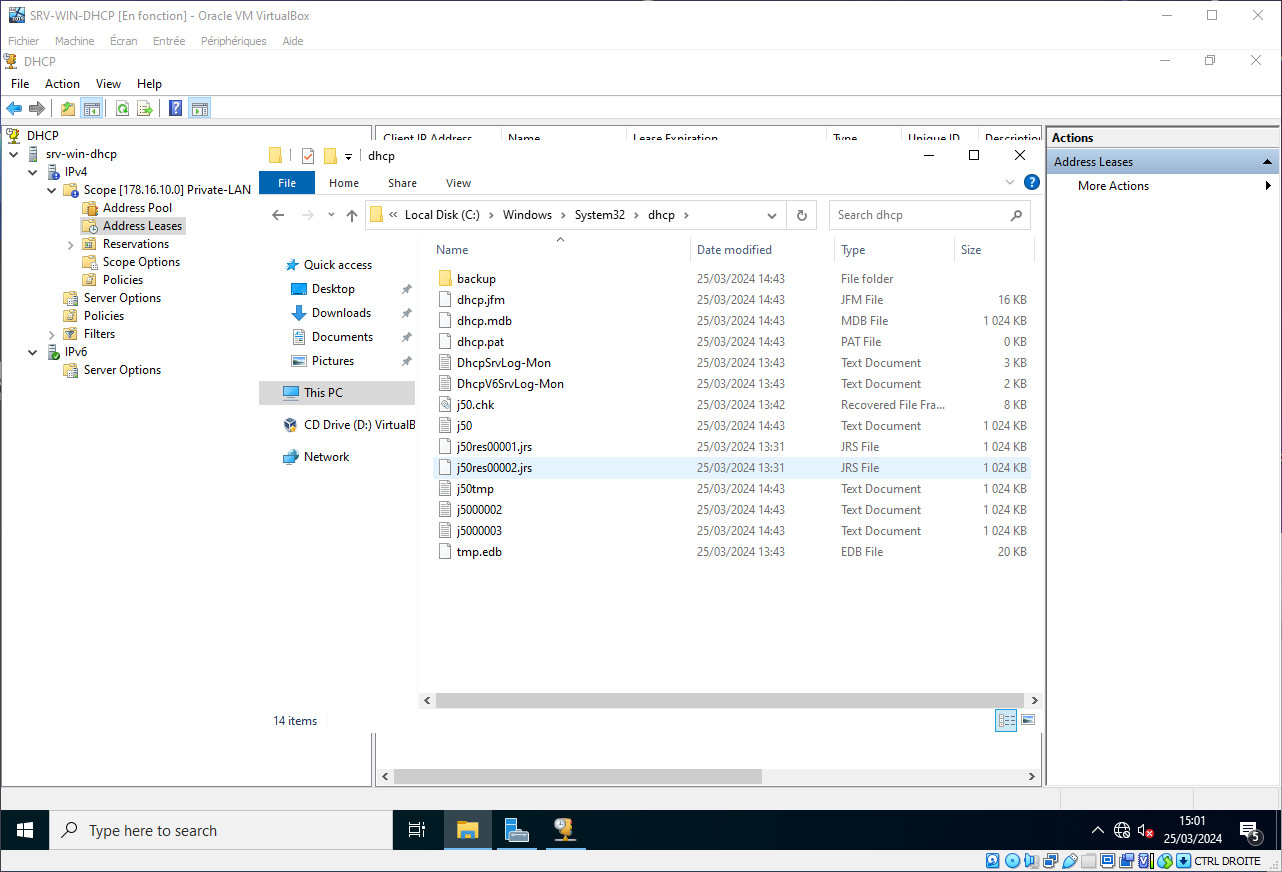 SRV-WIN-DHCP [En fonction] - Oracle VM VirtualBox
Fichier Machine Écran Entrée Périphériques Aide
DHCP
File Action View Help
DHCP
srv-win-dhcp
IPv4
Scope [178.16.10.0] Private-LAN
Address Pool
Address Leases
Reservations
Scope Options
Policies
Server Options
Policies
Filters
IPv6
Server Options
Client IP Address Name Lease Expiration Type Unique ID Descriptio
Actions
Address Leases
More Actions
dhcp
File Home Share View
« Local Disk (C:) > Windows > System32 > dhcp >
Search dhcp
Quick access
Desktop
Downloads
Documents
Pictures
This PC
CD Drive (D:) VirtualB
Network
Name Date modified Type Size
backup 25/03/2024 14:43 File folder
dhcp.jfm 25/03/2024 14:43 JFM File 16 KB
dhcp.mdb 25/03/2024 14:43 MDB File 1 024 KB
dhcp.pat 25/03/2024 14:43 PAT File 0 KB
DhcpSrvLog-Mon 25/03/2024 13:43 Text Document 3 KB
DhcpV6SrvLog-Mon 25/03/2024 13:43 Text Document 2 KB
j50.chk 25/03/2024 13:42 Recovered File Fra... 8 KB
j50 25/03/2024 14:43 Text Document 1 024 KB
j50res00001.jrs 25/03/2024 13:31 JRS File 1 024 KB
j50res00002.jrs 25/03/2024 13:31 JRS File 1 024 KB
j50tmp 25/03/2024 14:43 Text Document 1 024 KB
j5000002 25/03/2024 14:43 Text Document 1 024 KB
j5000003 25/03/2024 14:43 Text Document 1 024 KB
tmp.edb 25/03/2024 13:43 EDB File 20 KB
14 items
Type here to search
15:01
25/03/2024
5
CTRL DROITE